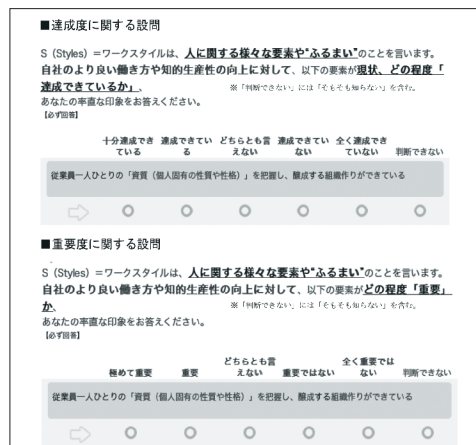 ■達成度に関する設問
S（Styles）＝ワークスタイルは、人に関する様々な要素や"ふるまい"のことを言います。
自社のより良い働き方や知的生産性の向上に対して、以下の要素が現状、どの程度「
達成できているか」、 ※「判断できない」には「そもそも知らない」を含む。
あなたの率直な印象をお答えください。
【必ず回答】
十分達成でき 達成できてい どちらとも言 達成できてい 全く達成でき
ている る えない ない ていない 判断できない
従業員一人ひとりの「資質（個人固有の性質や性格）」を把握し、醸成する組織作りができている
■重要度に関する設問
S（Styles）＝ワークスタイルは、人に関する様々な要素や"ふるまい"のことを言います。
自社のより良い働き方や知的生産性の向上に対して、以下の要素がどの程度「重要」
か、 ※「判断できない」には「そもそも知らない」を含む。
あなたの率直な印象をお答えください。
【必ず回答】
どちらとも言 全く重要では
極めて重要 重要 えない 重要ではない ない 判断できない
従業員一人ひとりの「資質（個人固有の性質や性格）」を把握し、醸成する組織作りができている